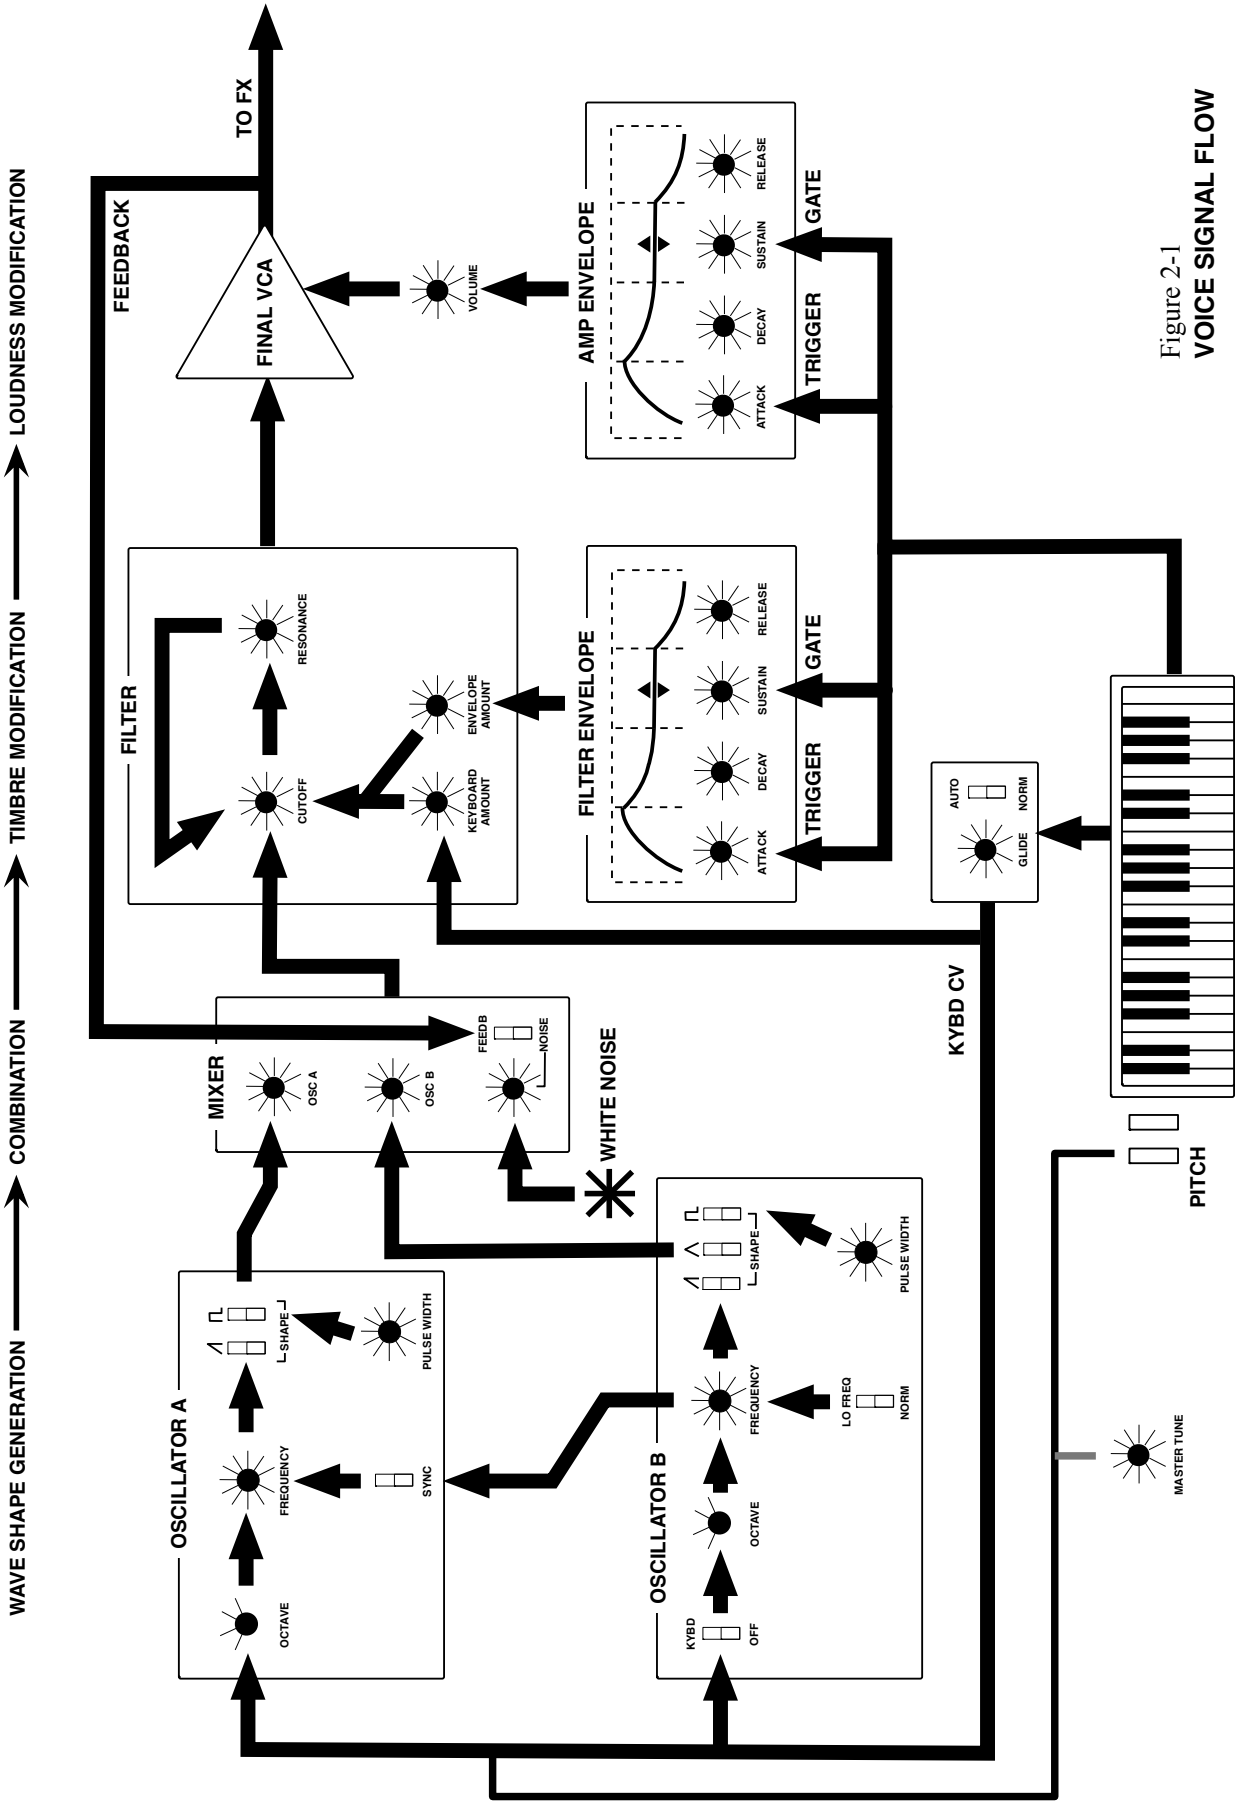 WAVE SHAPE GENERATION
COMBINATION
TIMBRE MODIFICATION
LOUDNESS MODIFICATION
FEEDBACK
TO FX
OSCILLATOR A
OCTAVE
FREQUENCY
SYNC
SHAPE
PULSE WIDTH
MIXER
OSC A
OSC B
FEEDB
NOISE
WHITE NOISE
FILTER
CUTOFF
RESONANCE
KEYBOARD
AMOUNT
ENVELOPE
AMOUNT
FINAL VCA
VOLUME
OSCILLATOR B
KYBD
OFF
OCTAVE
FREQUENCY
LO FREQ
NORM
SHAPE
PULSE WIDTH
FILTER ENVELOPE
ATTACK
DECAY
SUSTAIN
RELEASE
TRIGGER
GATE
AMP ENVELOPE
ATTACK
DECAY
SUSTAIN
RELEASE
TRIGGER
GATE
KYBD CV
AUTO
NORM
GLIDE
MASTER TUNE
PITCH
Figure 2-1
VOICE SIGNAL FLOW